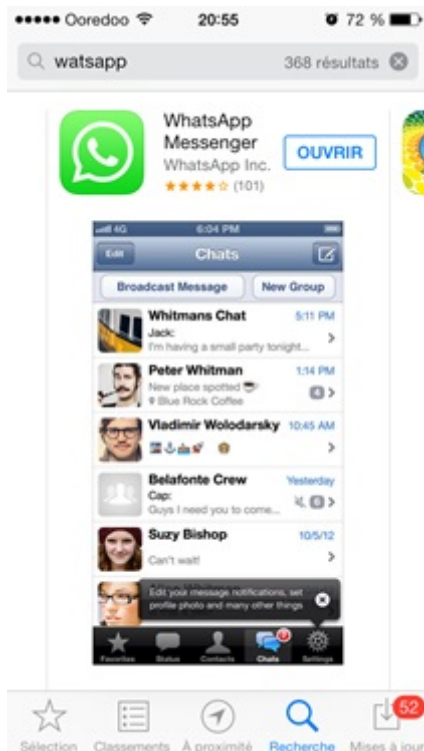 Ooredoo 20:55 72 %
watsapp 368 résultats
WhatsApp
Messenger
WhatsApp Inc.
(101)
OUVRIR
4G 6:04 PM
Edit Chats
Broadcast Message New Group
Whitmans Chat 5:11 PM
Jack:
I'm having a small party tonight...
Peter Whitman 1:14 PM
New place spotted
Blue Rock Coffee 4
Vladimir Wolodarsky 10:45 AM
Belafonte Crew Yesterday
Cap:
Guys I need you to come... 6
Suzy Bishop 10/5/12
Can't wait!
Edit your message notifications, set
profile photo and many other things
Favorites Status Contacts Chats Settings
52
Sélection Classements À proximité Recherche Mises à jour